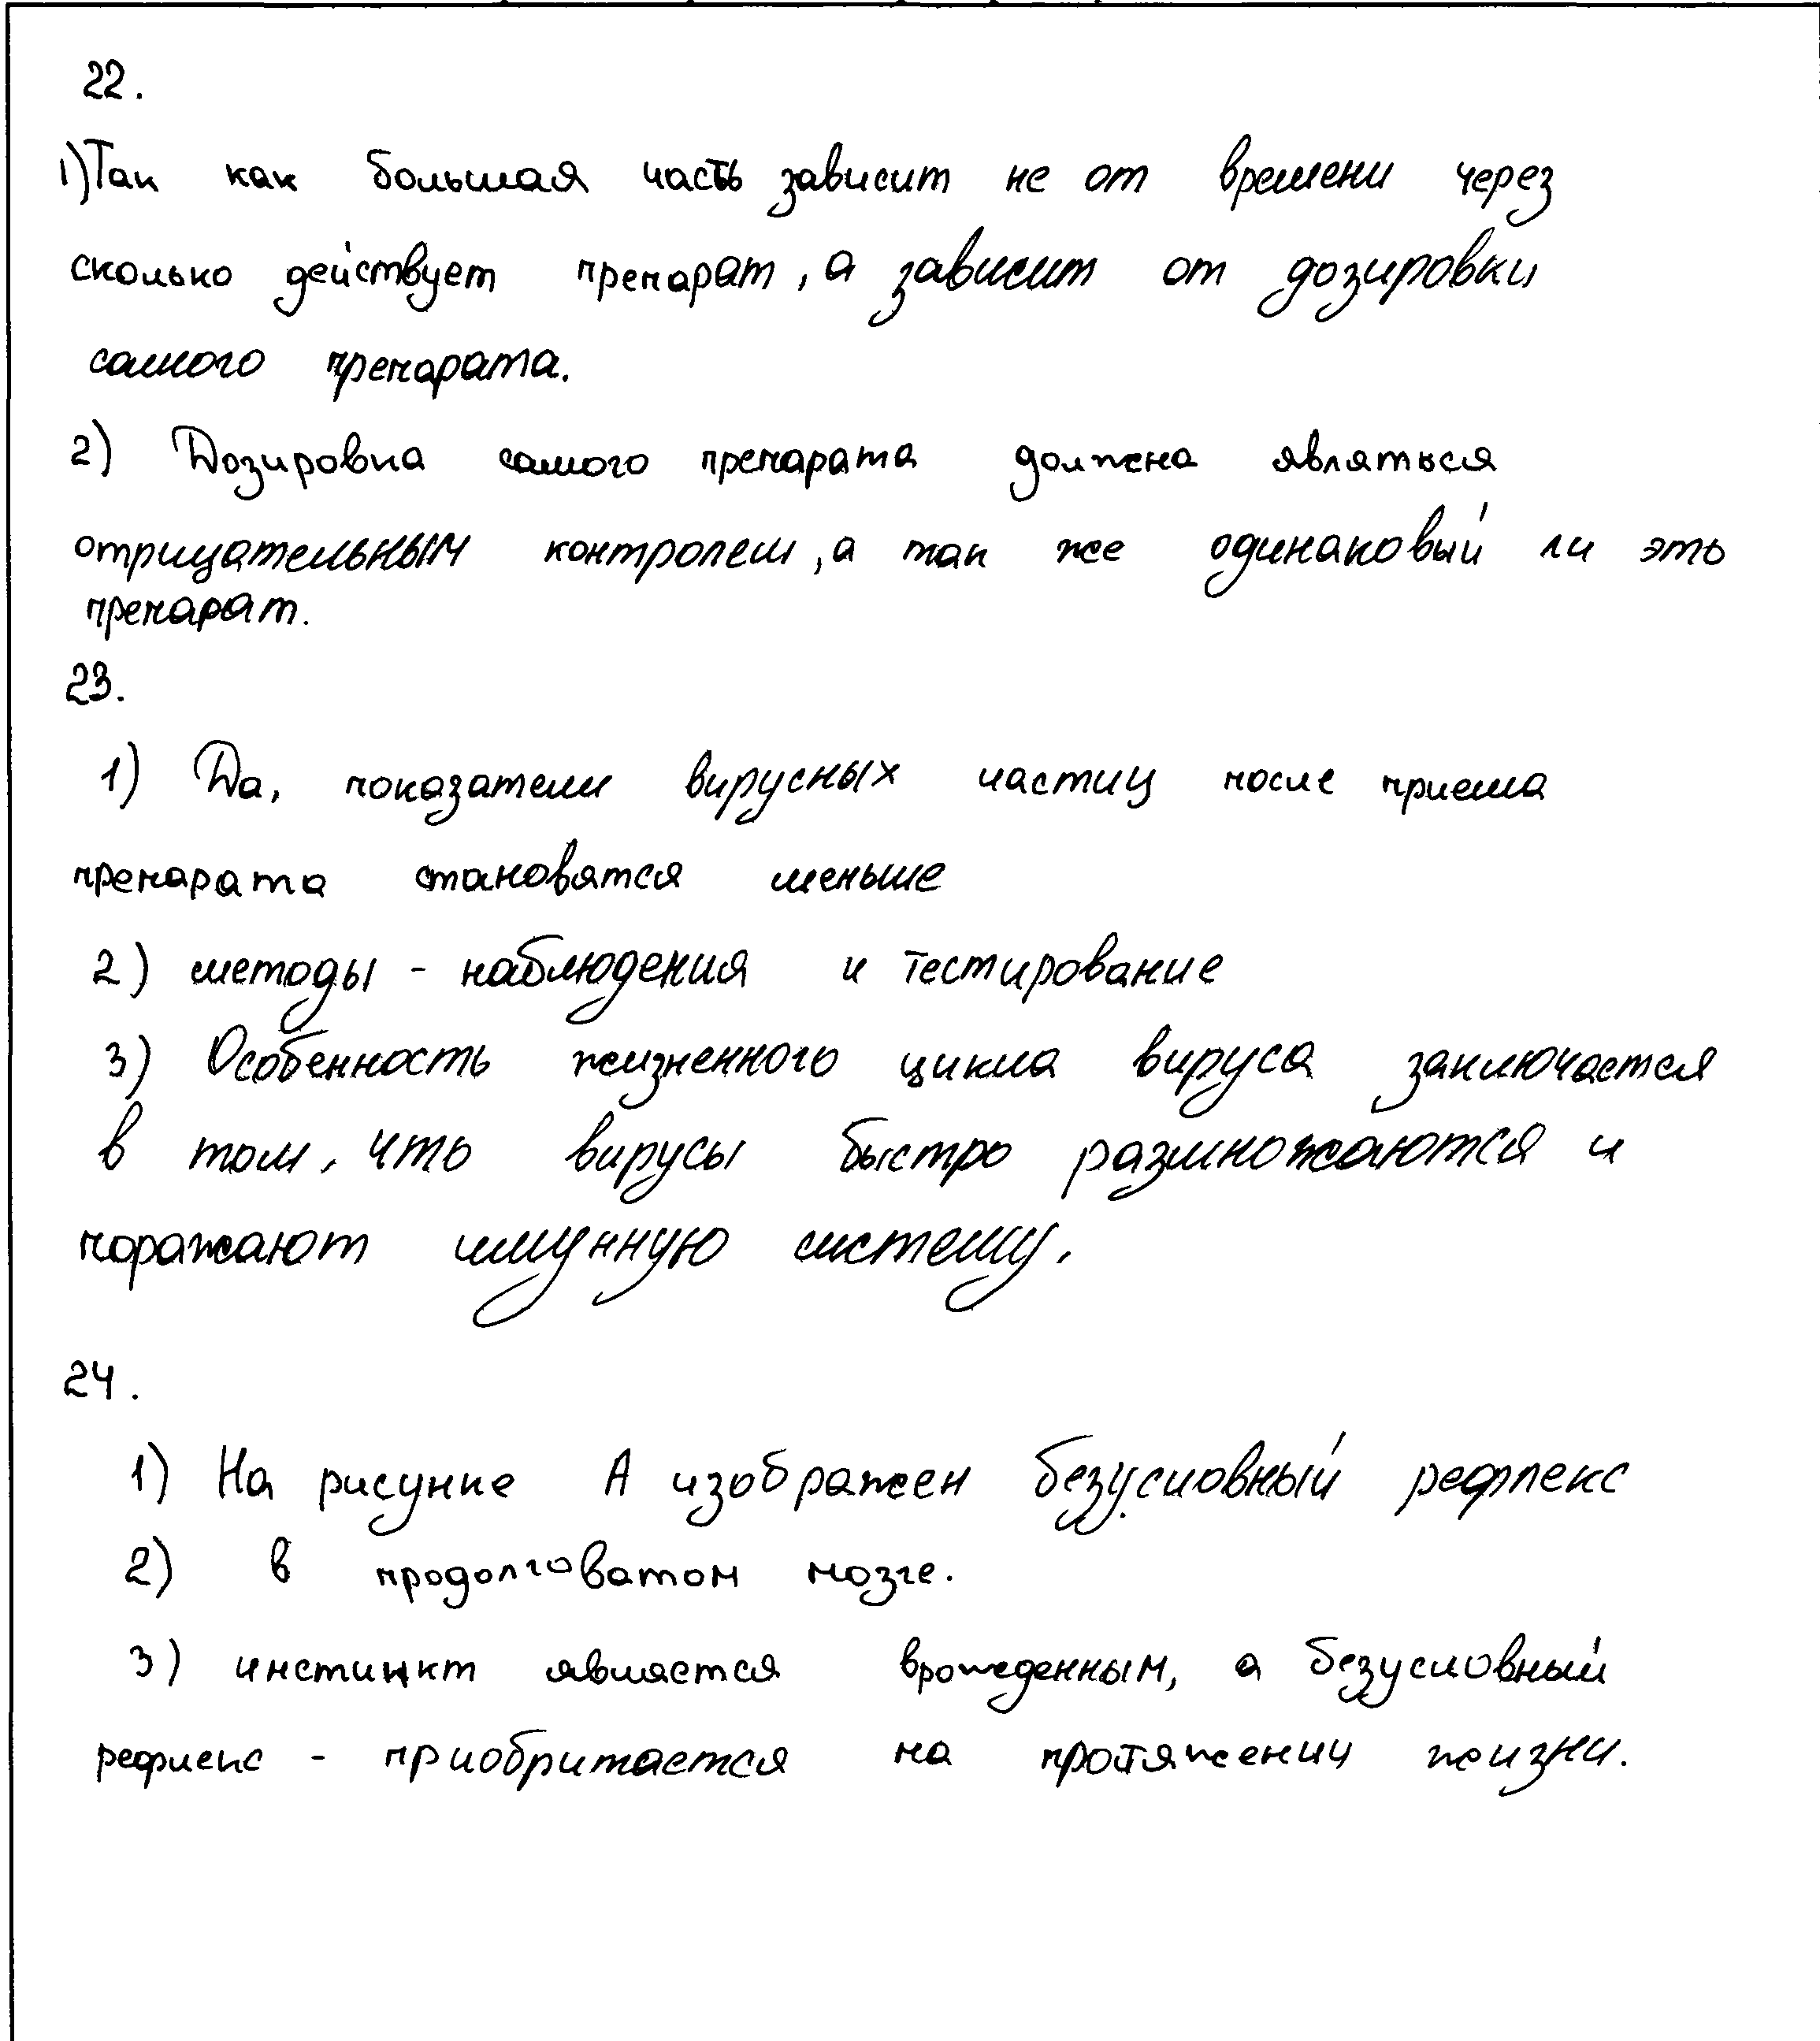 22.
1) Так как большая часть зависит не от времени через
сколько действует препарат, а зависит от дозировки
самого препарата.
2) Дозировка самого препарата должна являться
отрицательным контролем, а так же одинаковый ли это
препарат.
23.
1) Да, показатели вирусных частиц после приема
препарата становятся меньше
2) методы - наблюдения и тестирование
3) Особенность жизненного цикла вируса заключается
в том, что вирусы быстро размножаются и
поражают имунную систему.
24.
1) На рисунке А изображен безусловный рефлекс
2) в продолговатом мозге.
3) инстинкт является врожденным, а безусловный
рефлекс - приобритается на протяжении жизни.